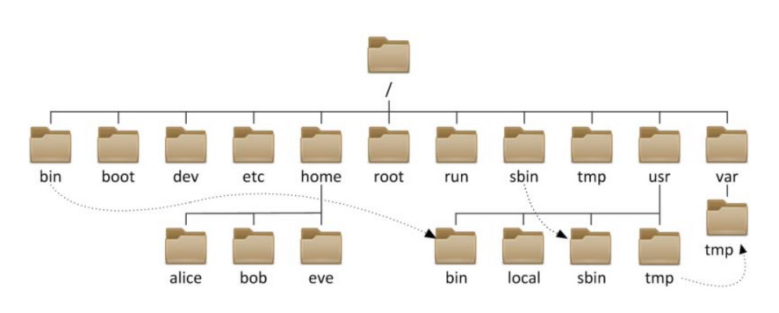 /
bin boot dev etc home root run sbin tmp usr var
tmp
alice bob eve bin local sbin tmp